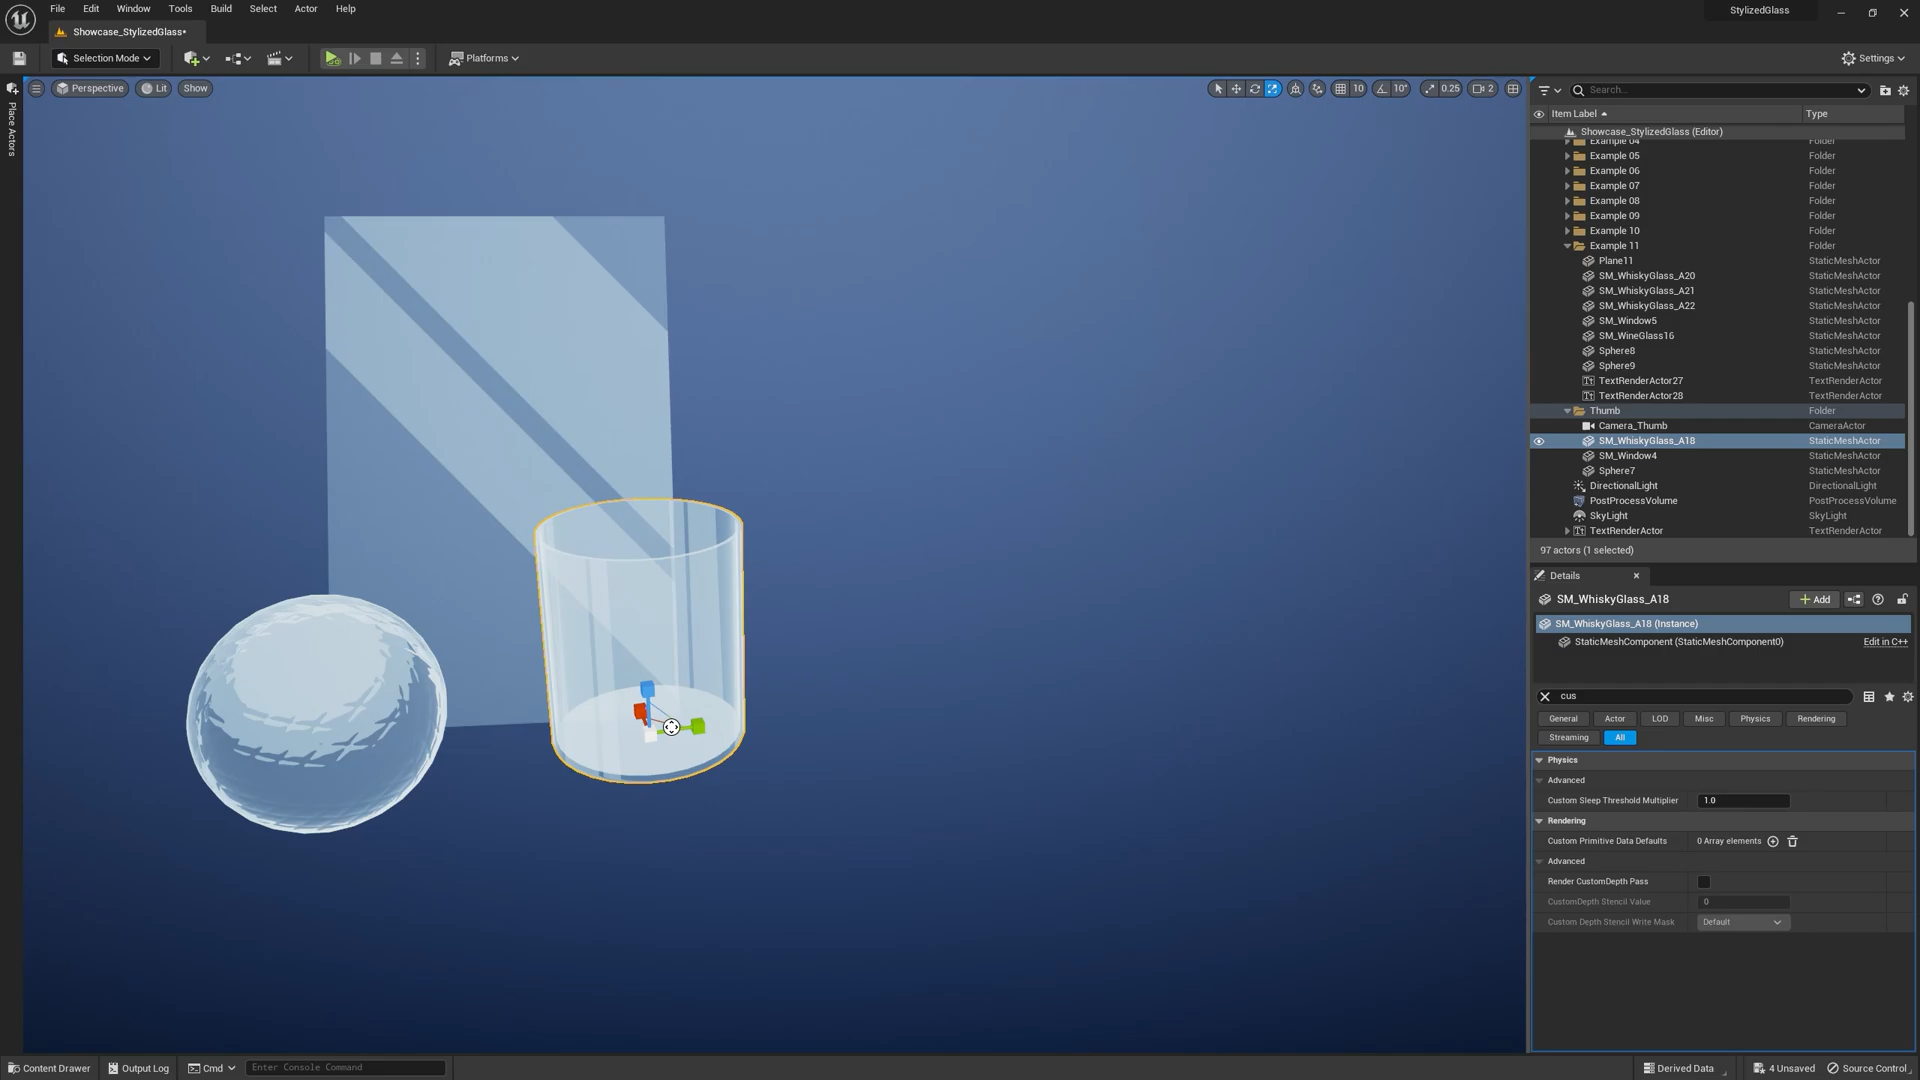 File Edit Window Tools Build Select Actor Help
StylizedGlass
Showcase_StylizedGlass•
Selection Mode
Platforms
Settings
Place Actors
Perspective Lit Show
10 10° 0.25 2
Search...
Item Label Type
Showcase_StylizedGlass (Editor)
Example 04 Folder
Example 05 Folder
Example 06 Folder
Example 07 Folder
Example 08 Folder
Example 09 Folder
Example 10 Folder
Example 11 Folder
Plane11 StaticMeshActor
SM_WhiskyGlass_A20 StaticMeshActor
SM_WhiskyGlass_A21 StaticMeshActor
SM_WhiskyGlass_A22 StaticMeshActor
SM_Window5 StaticMeshActor
SM_WineGlass16 StaticMeshActor
Sphere8 StaticMeshActor
Sphere9 StaticMeshActor
TextRenderActor27 TextRenderActor
TextRenderActor28 TextRenderActor
Thumb Folder
Camera_Thumb CameraActor
SM_WhiskyGlass_A18 StaticMeshActor
SM_Window4 StaticMeshActor
Sphere7 StaticMeshActor
DirectionalLight DirectionalLight
PostProcessVolume PostProcessVolume
SkyLight SkyLight
TextRenderActor TextRenderActor
97 actors (1 selected)
Details
SM_WhiskyGlass_A18
Add
SM_WhiskyGlass_A18 (Instance)
StaticMeshComponent (StaticMeshComponent0) Edit in C++
cus
General Actor LOD Misc Physics Rendering
Streaming All
Physics
Advanced
Custom Sleep Threshold Multiplier 1.0
Rendering
Custom Primitive Data Defaults 0 Array elements
Advanced
Render CustomDepth Pass
CustomDepth Stencil Value 0
Custom Depth Stencil Write Mask Default
Content Drawer Output Log Cmd Enter Console Command
Derived Data 4 Unsaved Source Control